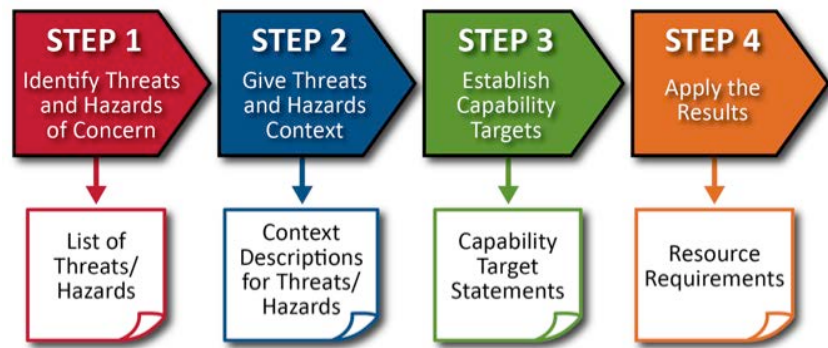 STEP 1
Identify Threats
and Hazards
of Concern
STEP 2
Give Threats
and Hazards
Context
STEP 3
Establish
Capability
Targets
STEP 4
Apply the
Results
List of
Threats/
Hazards
Context
Descriptions
for Threats/
Hazards
Capability
Target
Statements
Resource
Requirements